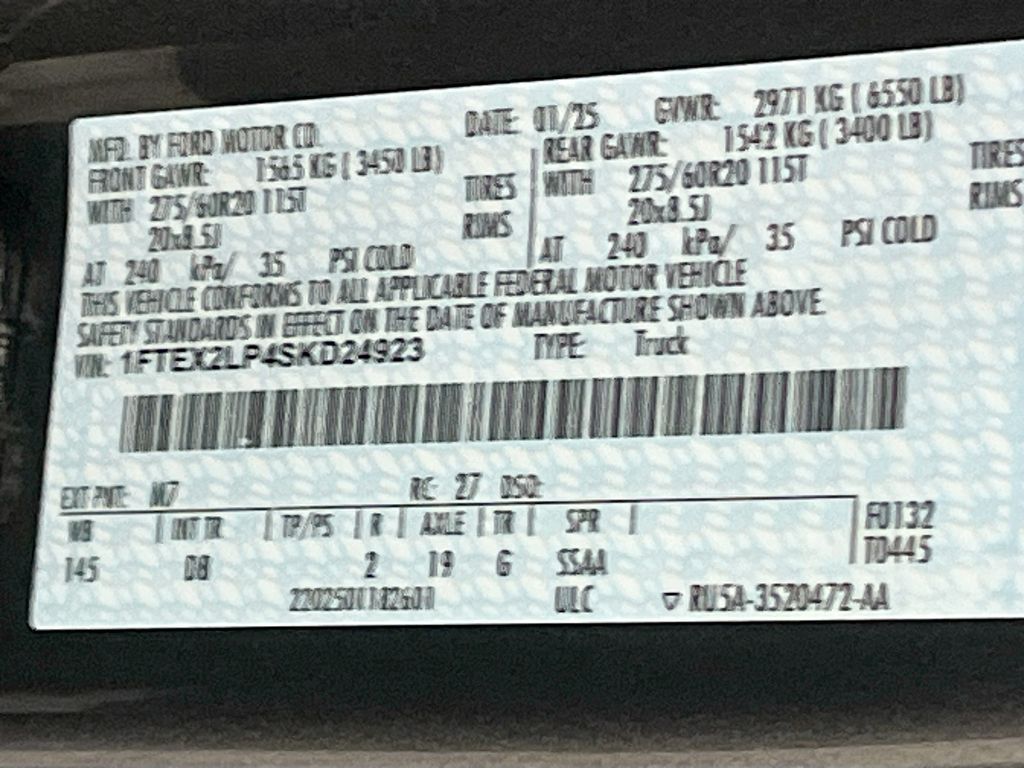 MFD. BY FORD MOTOR CO. DATE: 01/25 GVWR: 2971 KG ( 6550 LB)
FRONT GAWR: 1565 KG ( 3450 LB) REAR GAWR: 1542 KG ( 3400 LB)
WITH 275/60R20 115T TIRES WITH 275/60R20 115T TIRES
20x8.5J RIMS 20x8.5J RIMS
AT 240 kPa/ 35 PSI COLD AT 240 kPa/ 35 PSI COLD
THIS VEHICLE CONFORMS TO ALL APPLICABLE FEDERAL MOTOR VEHICLE
SAFETY STANDARDS IN EFFECT ON THE DATE OF MANUFACTURE SHOWN ABOVE.
VIN: 1FTEX2LP4SKD24923 TYPE: Truck
EXT PNT: M7 RC: 27 DSO:
WB INT TR TP/PS R AXLE TR SPR F0132
145 DB 2 19 G SSAA T0445
ULC ▽ RU5A-3520472-AA